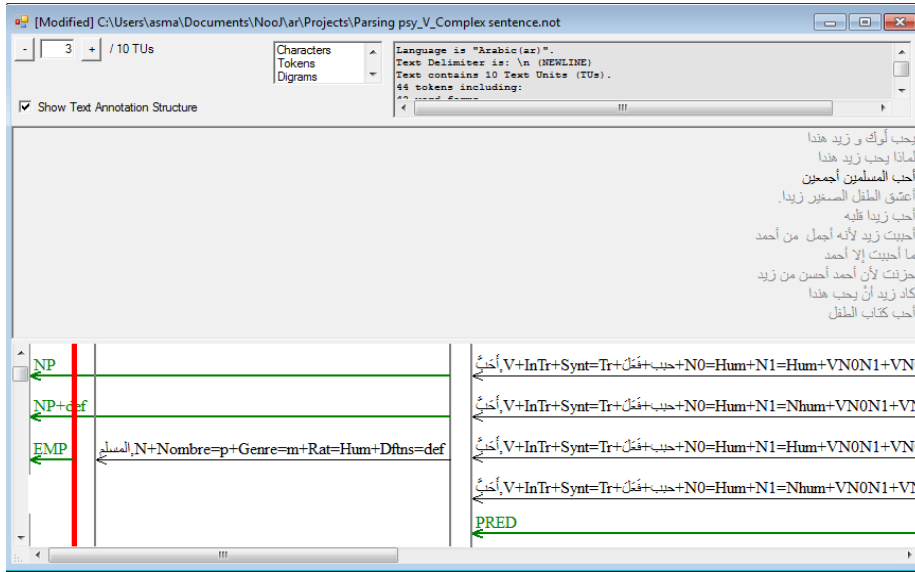 [Modified] C:\Users\asma\Documents\NooJ\ar\Projects\Parsing psy_V_Complex sentence.not
- 3 + / 10 TUs
Characters
Tokens
Digrams
Language is "Arabic(ar)".
Text Delimiter is: \n (NEWLINE)
Text contains 10 Text Units (TUs).
44 tokens including:
Show Text Annotation Structure
يحب لوك و زيد هندا
لماذا يحب زيد هندا
أحب المسلمين أجمعين
أعشق الطفل الصغير زيدا.
أحب زيدا قلبه
أحببت زيد لأنه أجمل من أحمد
ما أحببت إلا أحمد
حزنت لأن أحمد أحسن من زيد
كاد زيد أنْ يحب هندا
أحب كتاب الطفل
NP
أَحَبَّ,V+InTr+Synt=Tr+فَعَلَ+حبب+N0=Hum+N1=Hum+VN0N1+VN
NP+def
أَحَبَّ,V+InTr+Synt=Tr+فَعَلَ+حبب+N0=Hum+N1=Nhum+VN0N1+VN
EMP
المسلم,N+Nombre=p+Genre=m+Rat=Hum+Dftns=def
أَحَبَّ,V+InTr+Synt=Tr+فَعَلَ+حبب+N0=Hum+N1=Hum+VN0N1+VN
أَحَبَّ,V+InTr+Synt=Tr+فَعَلَ+حبب+N0=Hum+N1=Nhum+VN0N1+VN
PRED